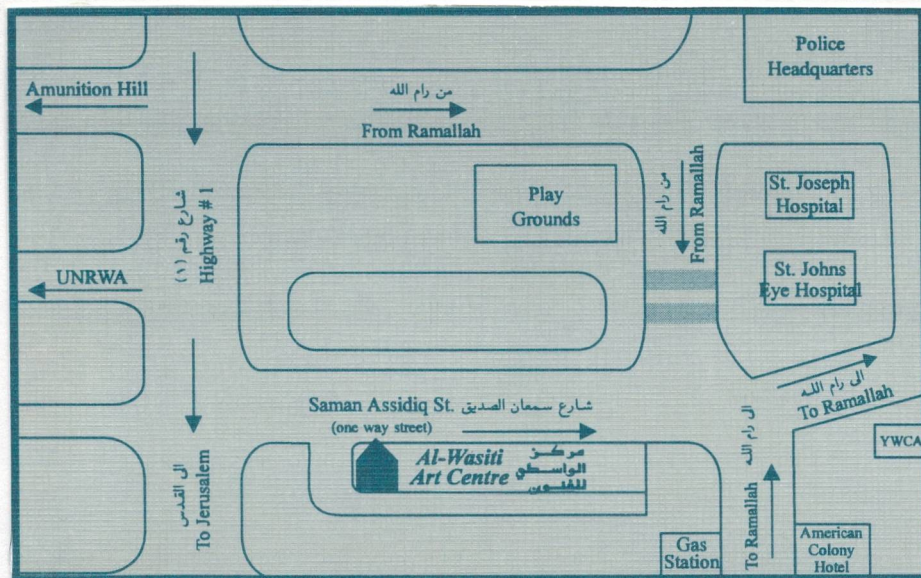 Police
Headquarters
Amunition Hill
من رام الله
From Ramallah
شارع رقم (١)
Highway # 1
Play
Grounds
من رام الله
From Ramallah
St. Joseph
Hospital
UNRWA
St. Johns
Eye Hospital
الى رام الله
To Ramallah
Saman Assidiq St. شارع سمعان الصديق
(one way street)
Al-Wasiti
Art Centre
مركز
الواسطي
للفنون
YWCA
الى القدس
To Jerusalem
الى رام الله
To Ramallah
Gas
Station
American
Colony
Hotel